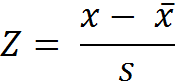 Z = (x − x̄) / s